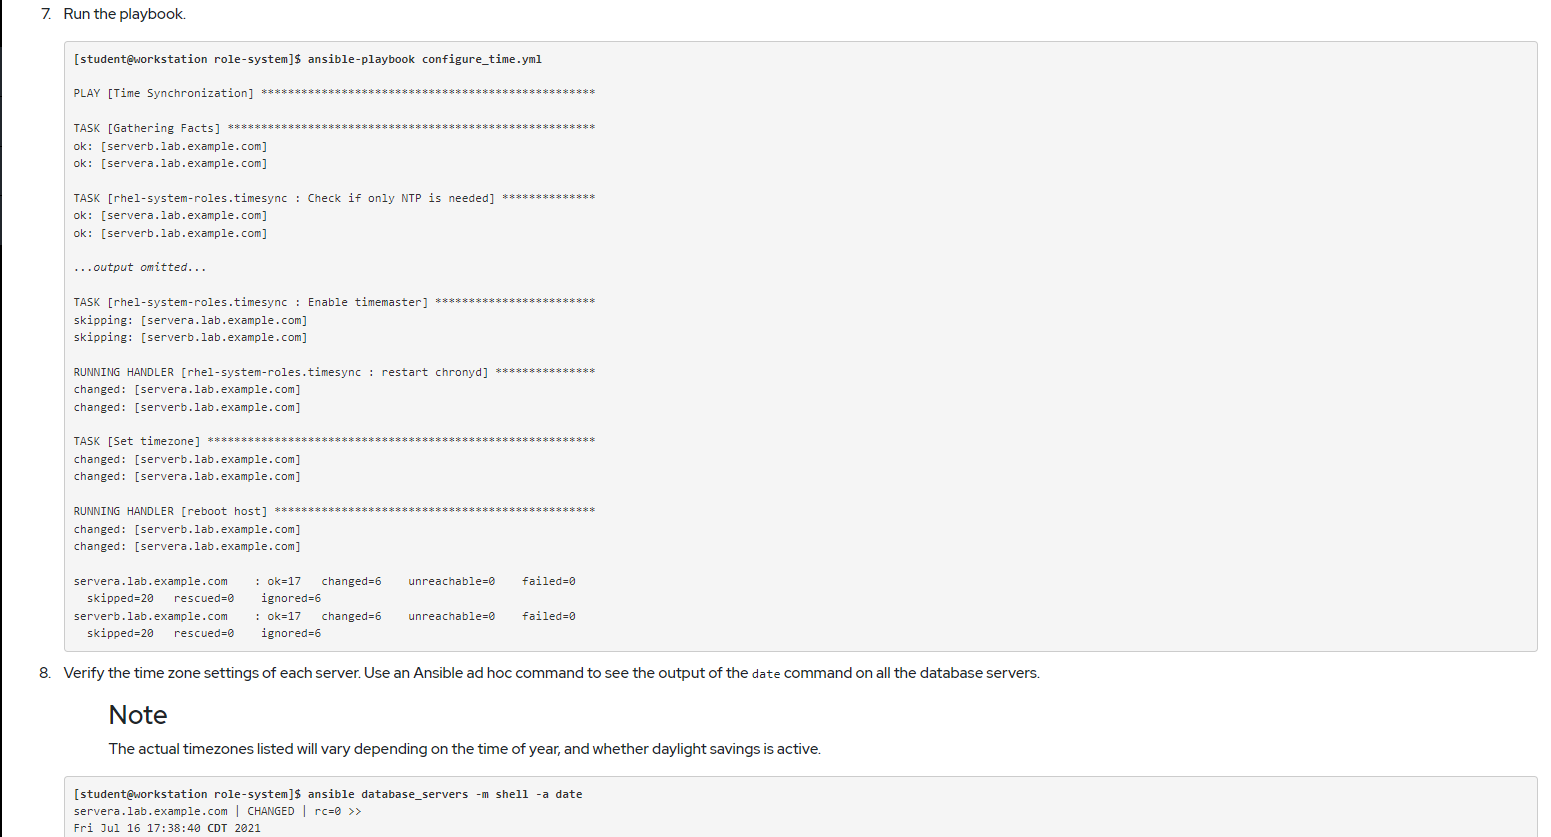 7. Run the playbook.
[student@workstation role-system]$ ansible-playbook configure_time.yml
PLAY [Time Synchronization] **************************************************
TASK [Gathering Facts] *******************************************************
ok: [serverb.lab.example.com]
ok: [servera.lab.example.com]
TASK [rhel-system-roles.timesync : Check if only NTP is needed] **************
ok: [servera.lab.example.com]
ok: [serverb.lab.example.com]
...output omitted...
TASK [rhel-system-roles.timesync : Enable timemaster] ************************
skipping: [servera.lab.example.com]
skipping: [serverb.lab.example.com]
RUNNING HANDLER [rhel-system-roles.timesync : restart chronyd] ***************
changed: [servera.lab.example.com]
changed: [serverb.lab.example.com]
TASK [Set timezone] **********************************************************
changed: [serverb.lab.example.com]
changed: [servera.lab.example.com]
RUNNING HANDLER [reboot host] ************************************************
changed: [serverb.lab.example.com]
changed: [servera.lab.example.com]
servera.lab.example.com    : ok=17   changed=6    unreachable=0    failed=0
  skipped=20   rescued=0    ignored=6
serverb.lab.example.com    : ok=17   changed=6    unreachable=0    failed=0
  skipped=20   rescued=0    ignored=6
8. Verify the time zone settings of each server. Use an Ansible ad hoc command to see the output of the date command on all the database servers.
Note
The actual timezones listed will vary depending on the time of year, and whether daylight savings is active.
[student@workstation role-system]$ ansible database_servers -m shell -a date
servera.lab.example.com | CHANGED | rc=0 >>
Fri Jul 16 17:38:40 CDT 2021